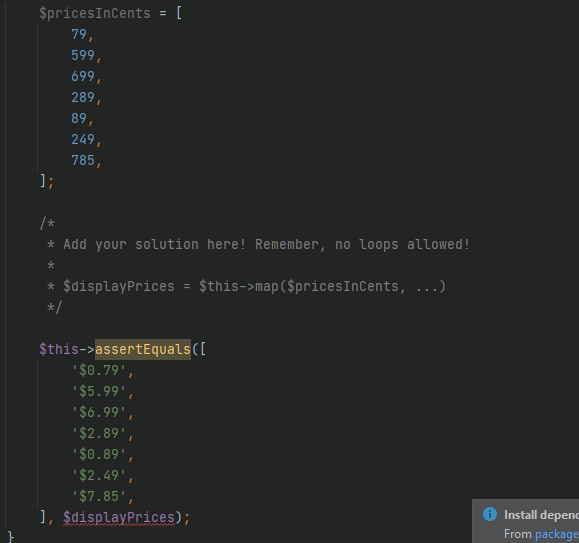 $pricesInCents = [
79,
599,
699,
289,
89,
249,
785,
];
/*
* Add your solution here! Remember, no loops allowed!
*
* $displayPrices = $this->map($pricesInCents, ...)
*/
$this->assertEquals([
'$0.79',
'$5.99',
'$6.99',
'$2.89',
'$0.89',
'$2.49',
'$7.85',
], $displayPrices);
}
Install depend
From package